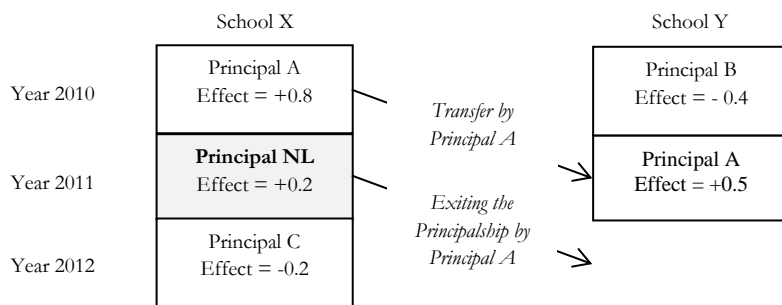 School X
School Y
Year 2010
Principal A
Effect = +0.8
Transfer by
Principal A
Principal B
Effect = - 0.4
Year 2011
Principal NL
Effect = +0.2
Exiting the
Principalship by
Principal A
Principal A
Effect = +0.5
Year 2012
Principal C
Effect = -0.2